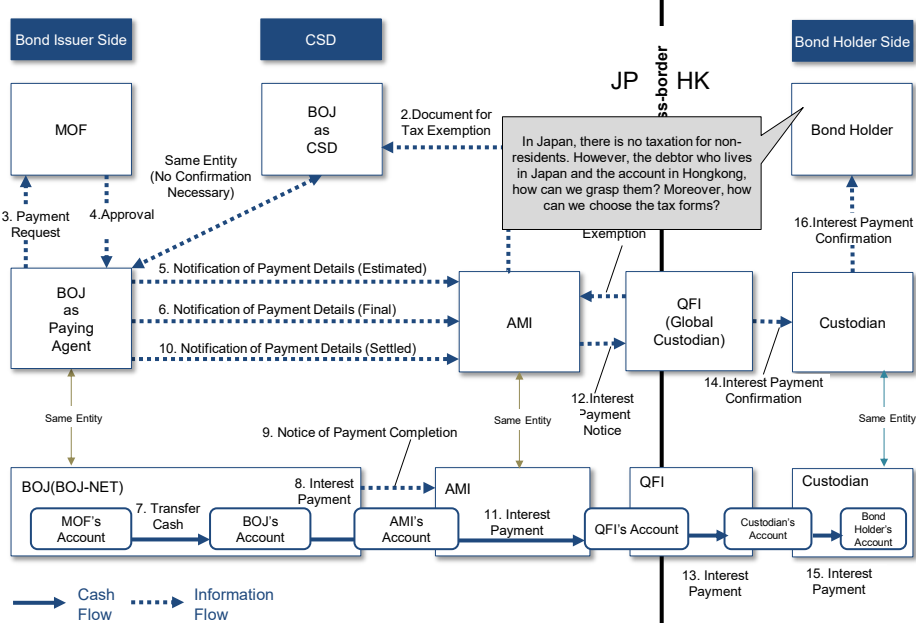 Bond Issuer Side
CSD
Bond Holder Side
JP
ss-border
HK
MOF
BOJ
as
CSD
2.Document for
Tax Exemption
Bond Holder
In Japan, there is no taxation for non-
residents. However, the debtor who lives
in Japan and the account in Hongkong,
how can we grasp them? Moreover, how
can we choose the tax forms?
Same Entity
(No Confirmation
Necessary)
3. Payment
Request
4.Approval
Exemption
16.Interest Payment
Confirmation
BOJ
as
Paying
Agent
5. Notification of Payment Details (Estimated)
6. Notification of Payment Details (Final)
10. Notification of Payment Details (Settled)
AMI
QFI
(Global
Custodian)
Custodian
12.Interest
Payment
Notice
14.Interest Payment
Confirmation
Same Entity
Same Entity
Same Entity
9. Notice of Payment Completion
BOJ(BOJ-NET)
8. Interest
Payment
AMI
QFI
Custodian
MOF's
Account
7. Transfer
Cash
BOJ's
Account
AMI's
Account
11. Interest
Payment
QFI's Account
Custodian's
Account
Bond
Holder's
Account
13. Interest
Payment
15. Interest
Payment
Cash
Flow
Information
Flow